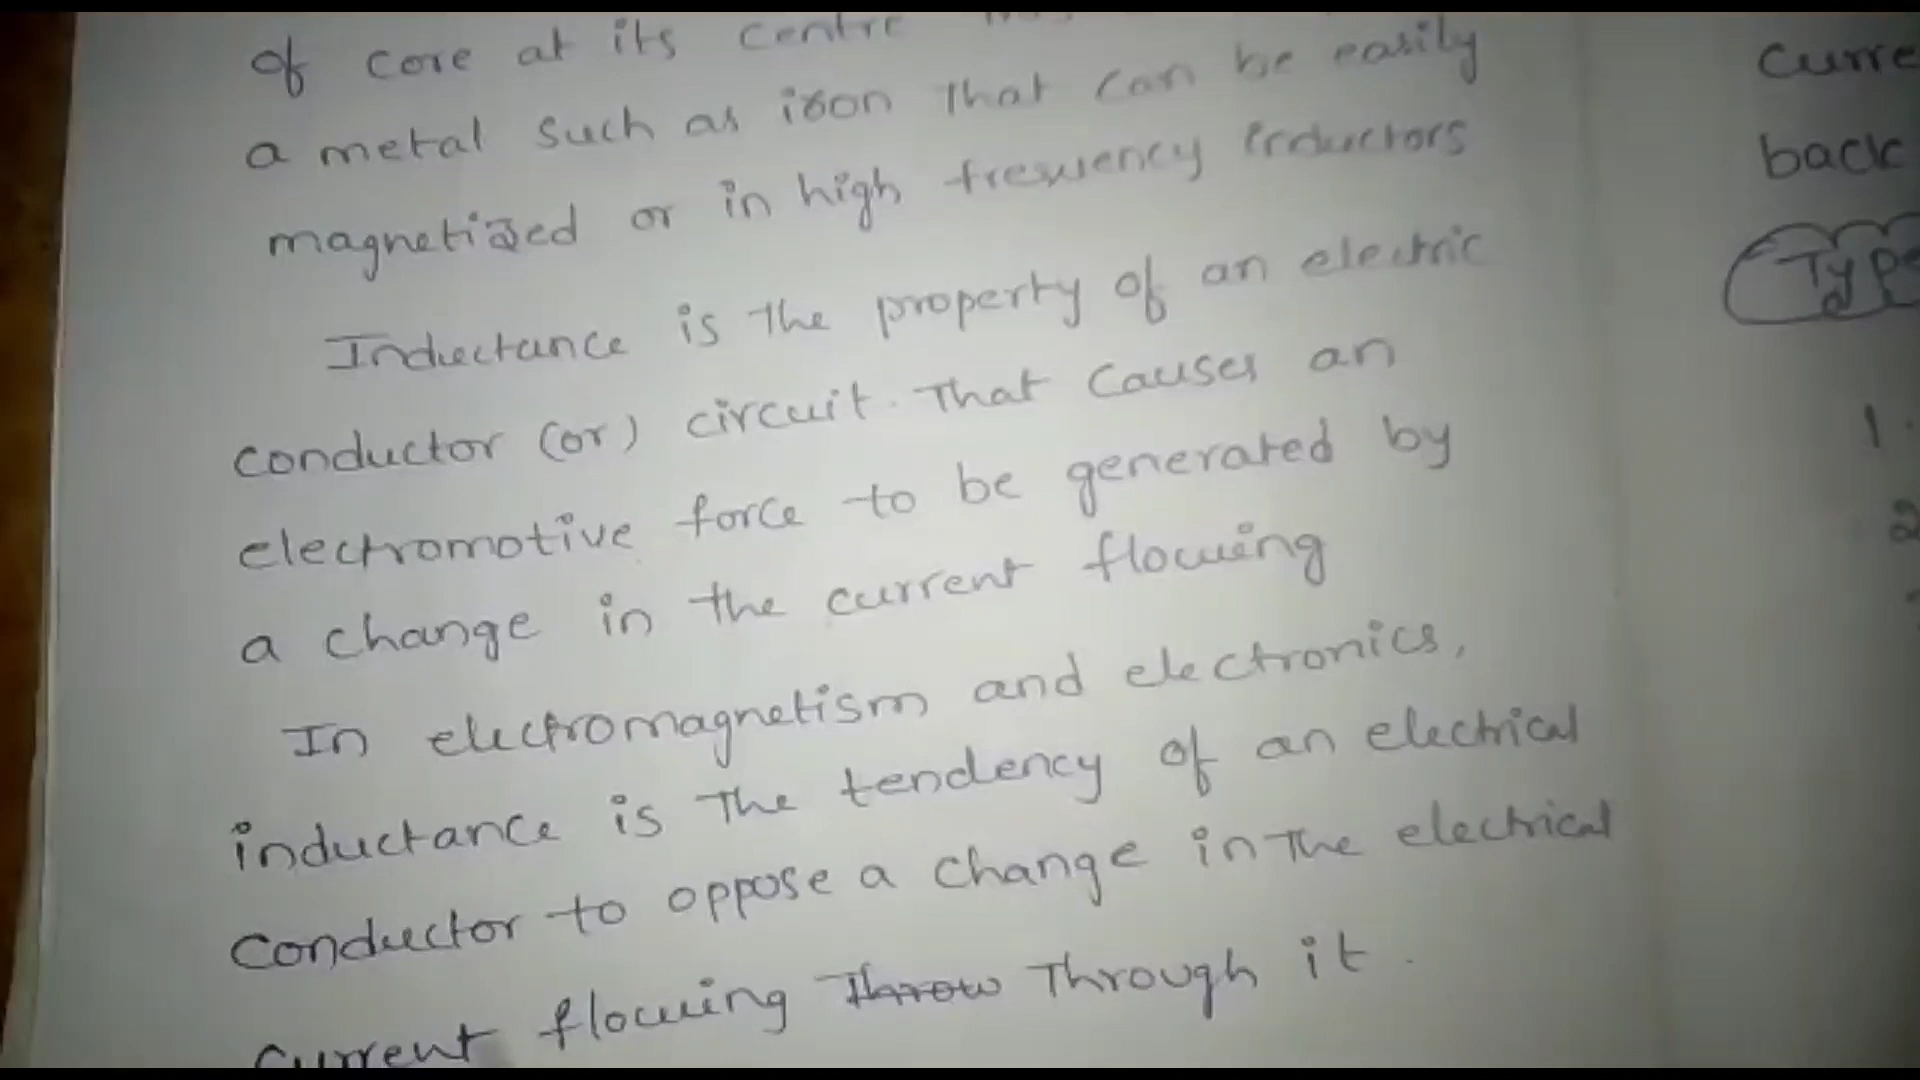 of core at its centre
a metal such as iron that can be easily
magnetized or in high frequency inductors
Inductance is the property of an electric
conductor (or) circuit. That causes an
electromotive force to be generated by
a change in the current flowing
In electromagnetism and electronics,
inductance is the tendency of an electrical
conductor to oppose a change in the electrical
current flowing Throw Through it.
Curre
back
Type
1.
2